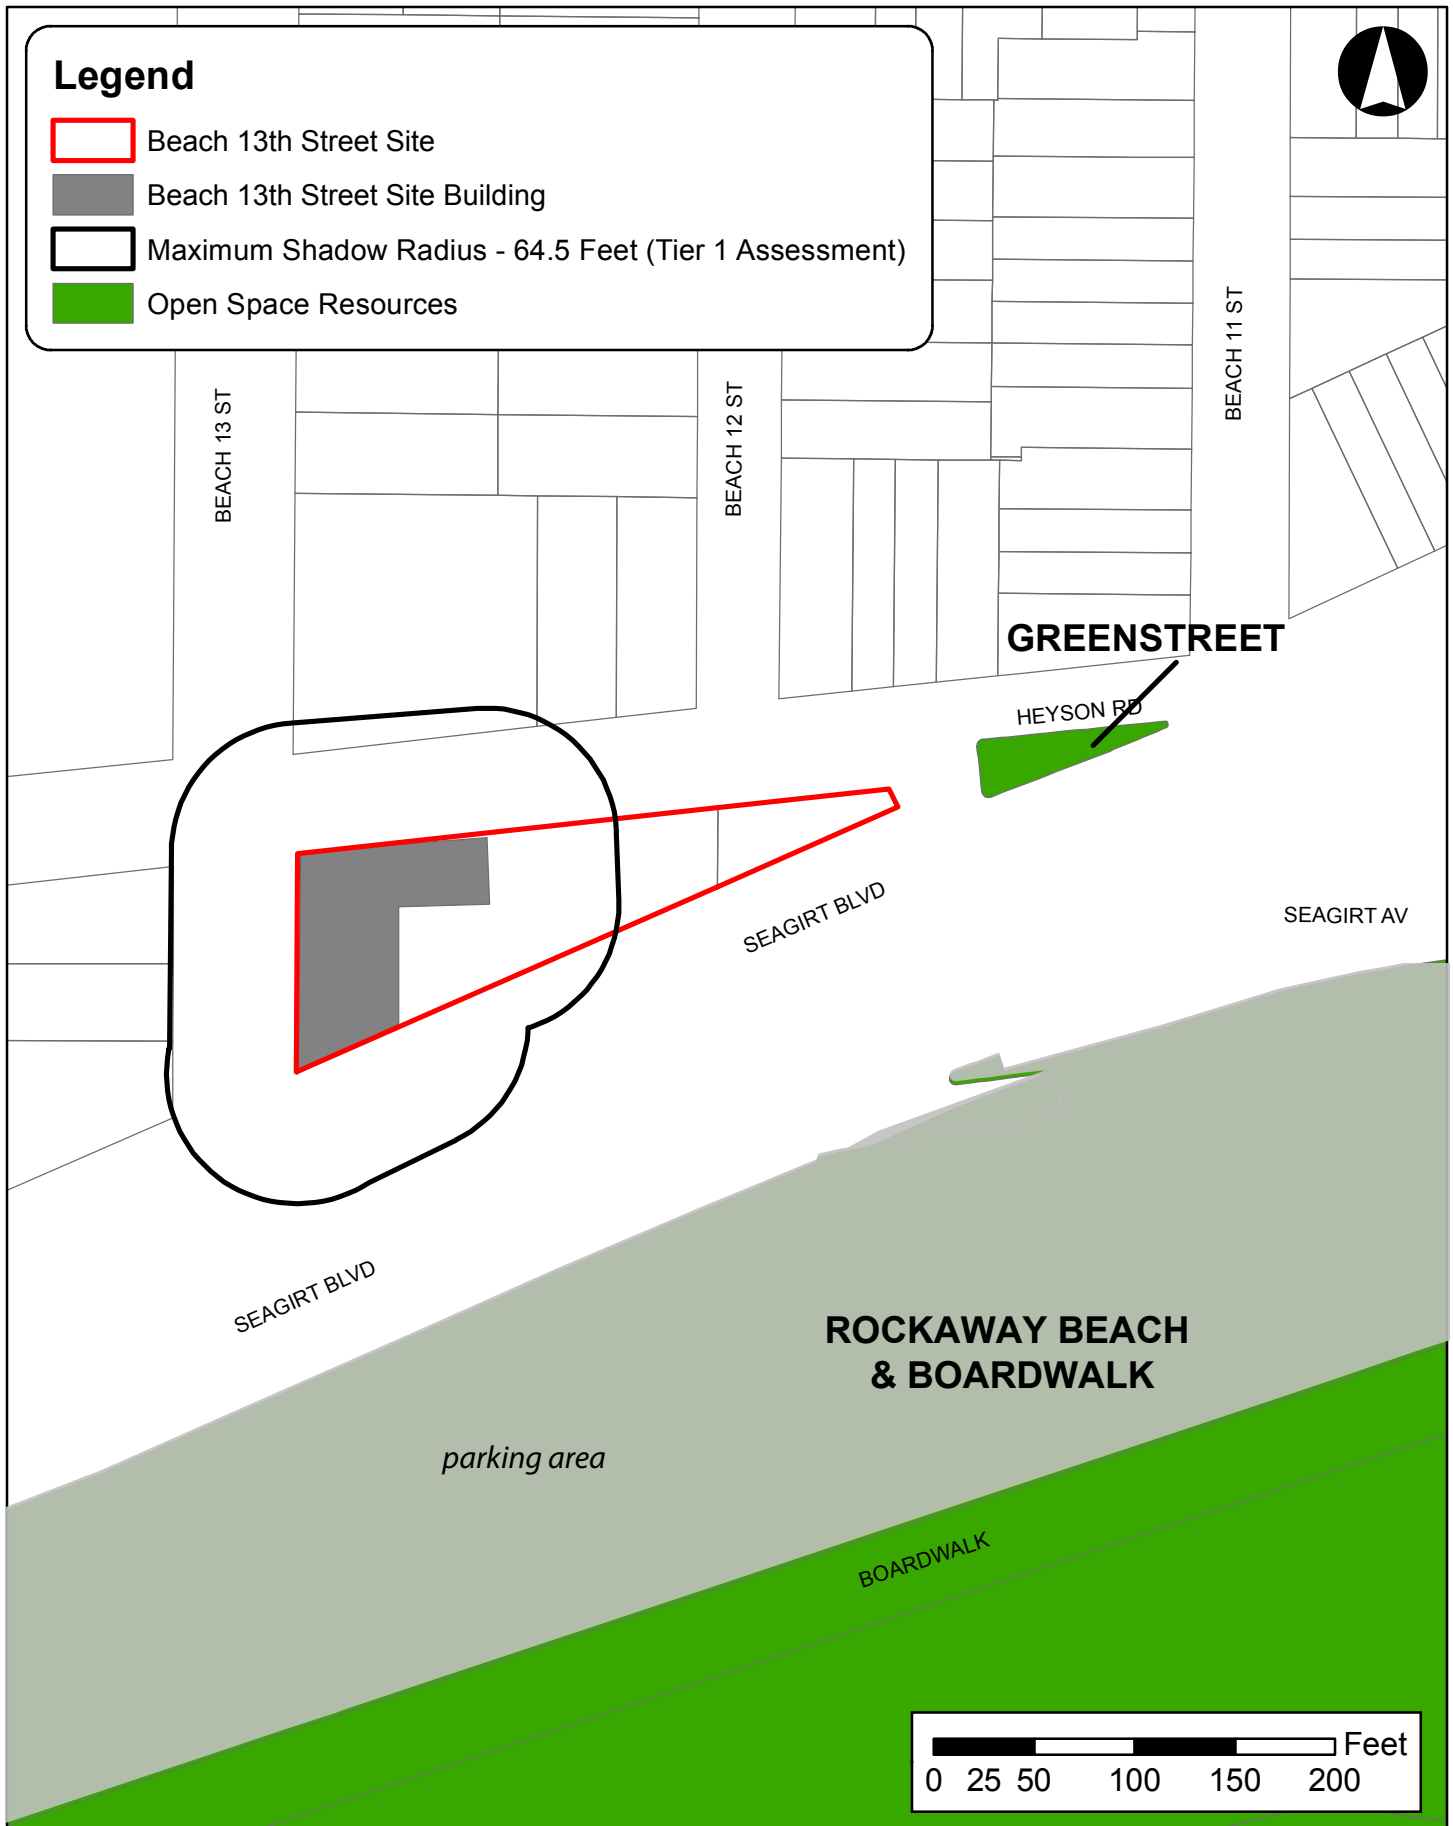 Legend
Beach 13th Street Site
Beach 13th Street Site Building
Maximum Shadow Radius - 64.5 Feet (Tier 1 Assessment)
Open Space Resources
BEACH 13 ST
BEACH 12 ST
BEACH 11 ST
GREENSTREET
HEYSON RD
SEAGIRT BLVD
SEAGIRT AV
SEAGIRT BLVD
ROCKAWAY BEACH
& BOARDWALK
parking area
BOARDWALK
Feet
0 25 50 100 150 200